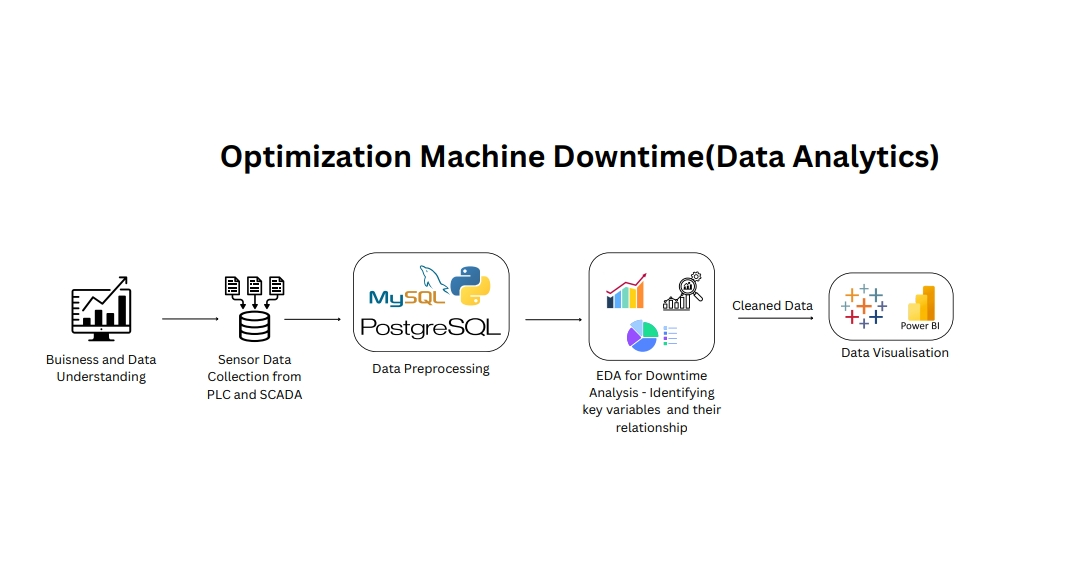 Optimization Machine Downtime(Data Analytics)
Buisness and Data
Understanding
Sensor Data
Collection from
PLC and SCADA
MySQL
PostgreSQL
Data Preprocessing
EDA for Downtime
Analysis - Identifying
key variables and their
relationship
Cleaned Data
Power BI
Data Visualisation